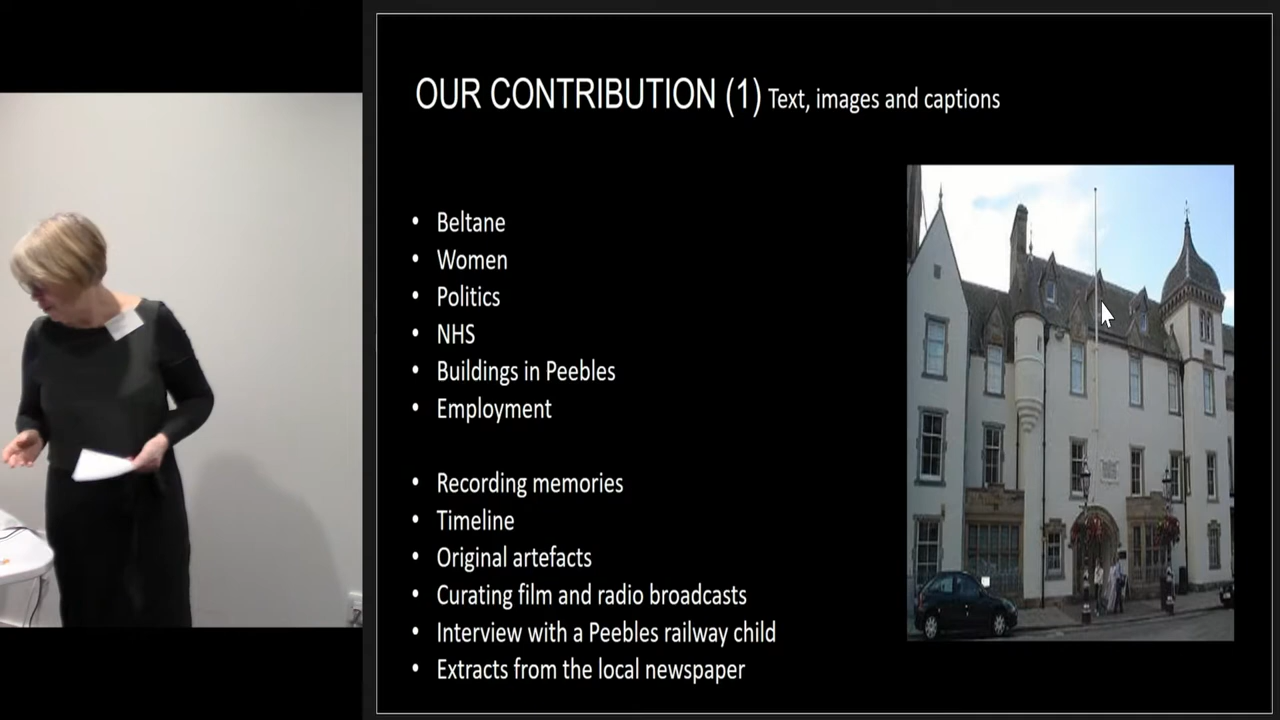 OUR CONTRIBUTION (1) Text, images and captions
• Beltane
• Women
• Politics
• NHS
• Buildings in Peebles
• Employment
• Recording memories
• Timeline
• Original artefacts
• Curating film and radio broadcasts
• Interview with a Peebles railway child
• Extracts from the local newspaper